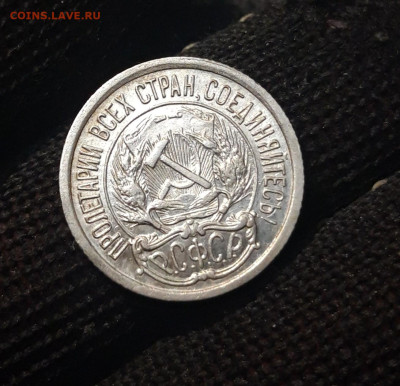 COINS.LAVE.RU
ПРОЛЕТАРИИ ВСЕХ СТРАН, СОЕДИНЯЙТЕСЬ!
Р.С.Ф.С.Р.